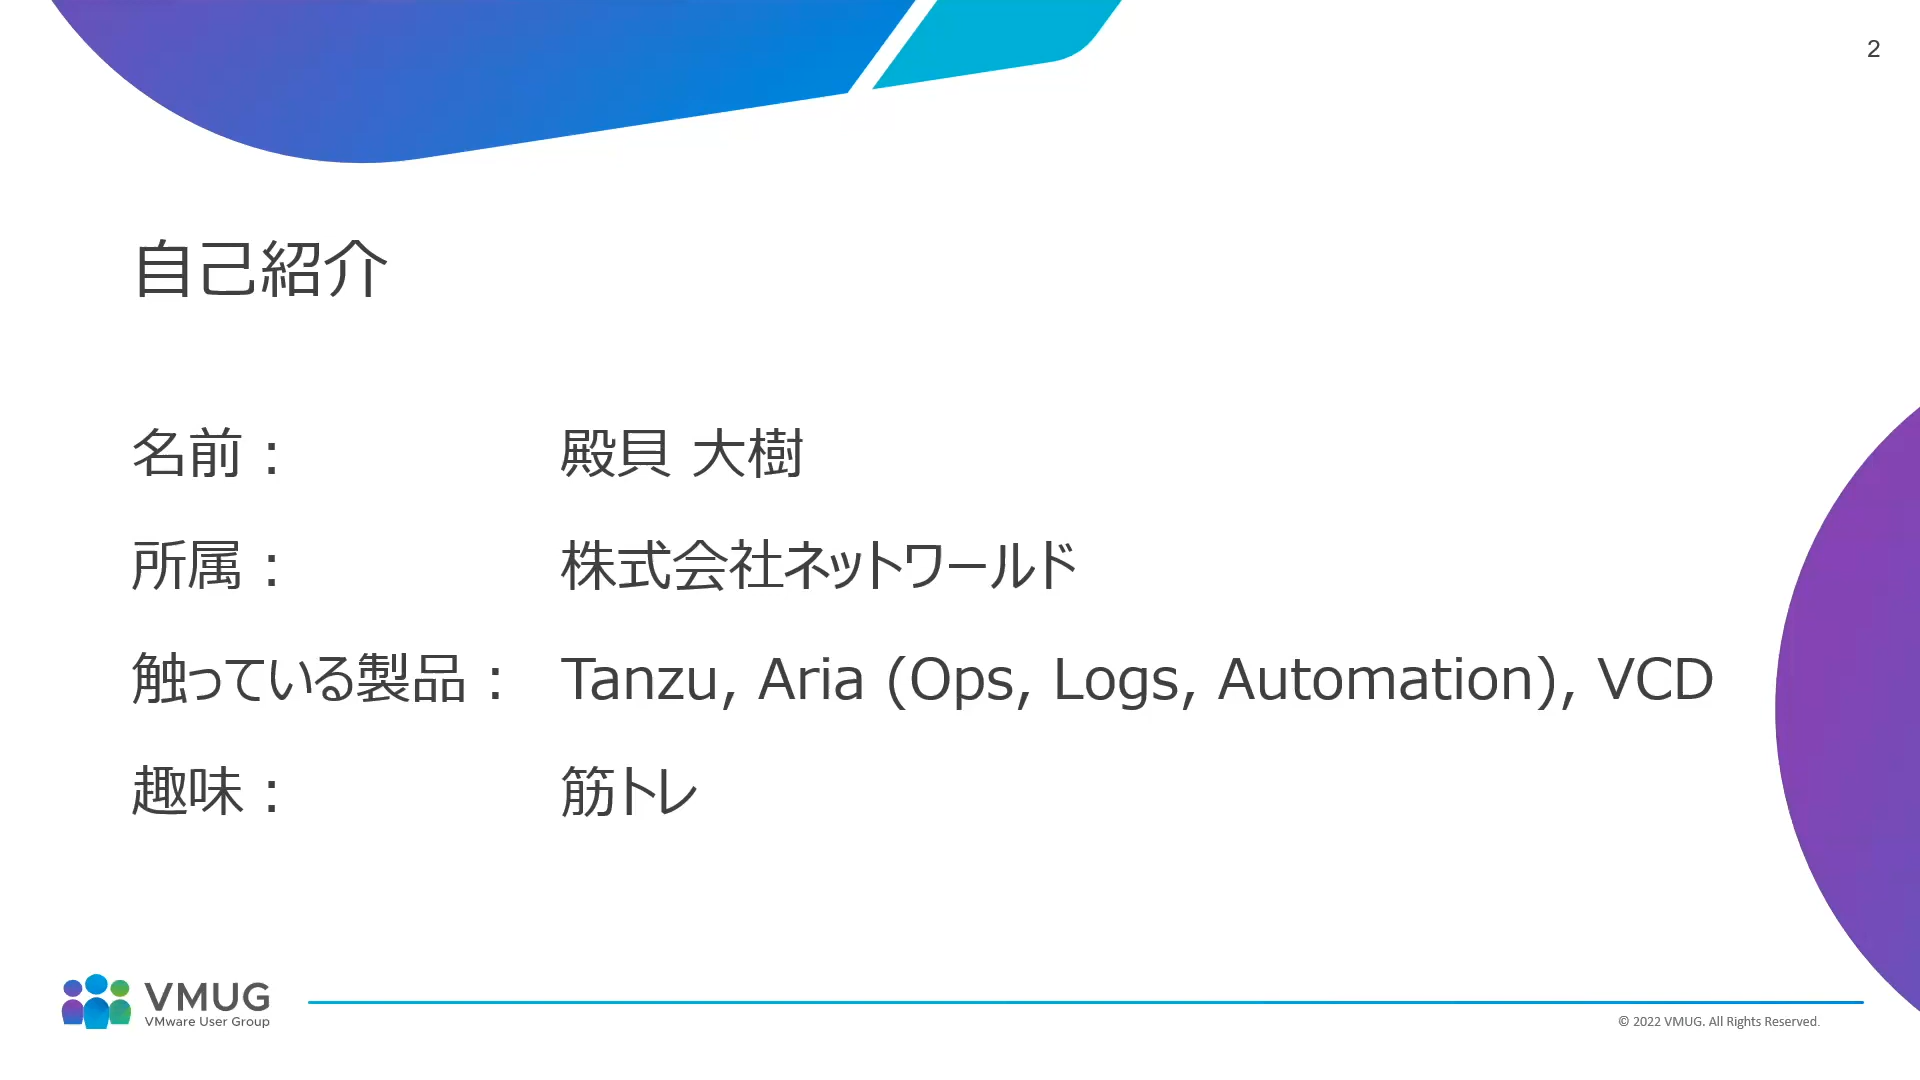 2
自己紹介
名前： 殿貝 大樹
所属： 株式会社ネットワールド
触っている製品： Tanzu, Aria (Ops, Logs, Automation), VCD
趣味： 筋トレ
VMUG
VMware User Group
© 2022 VMUG. All Rights Reserved.